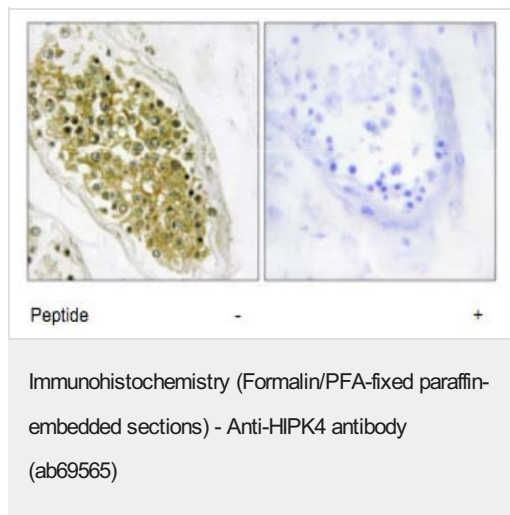 Peptide - +
Immunohistochemistry (Formalin/PFA-fixed paraffin-
embedded sections) - Anti-HIPK4 antibody
(ab69565)